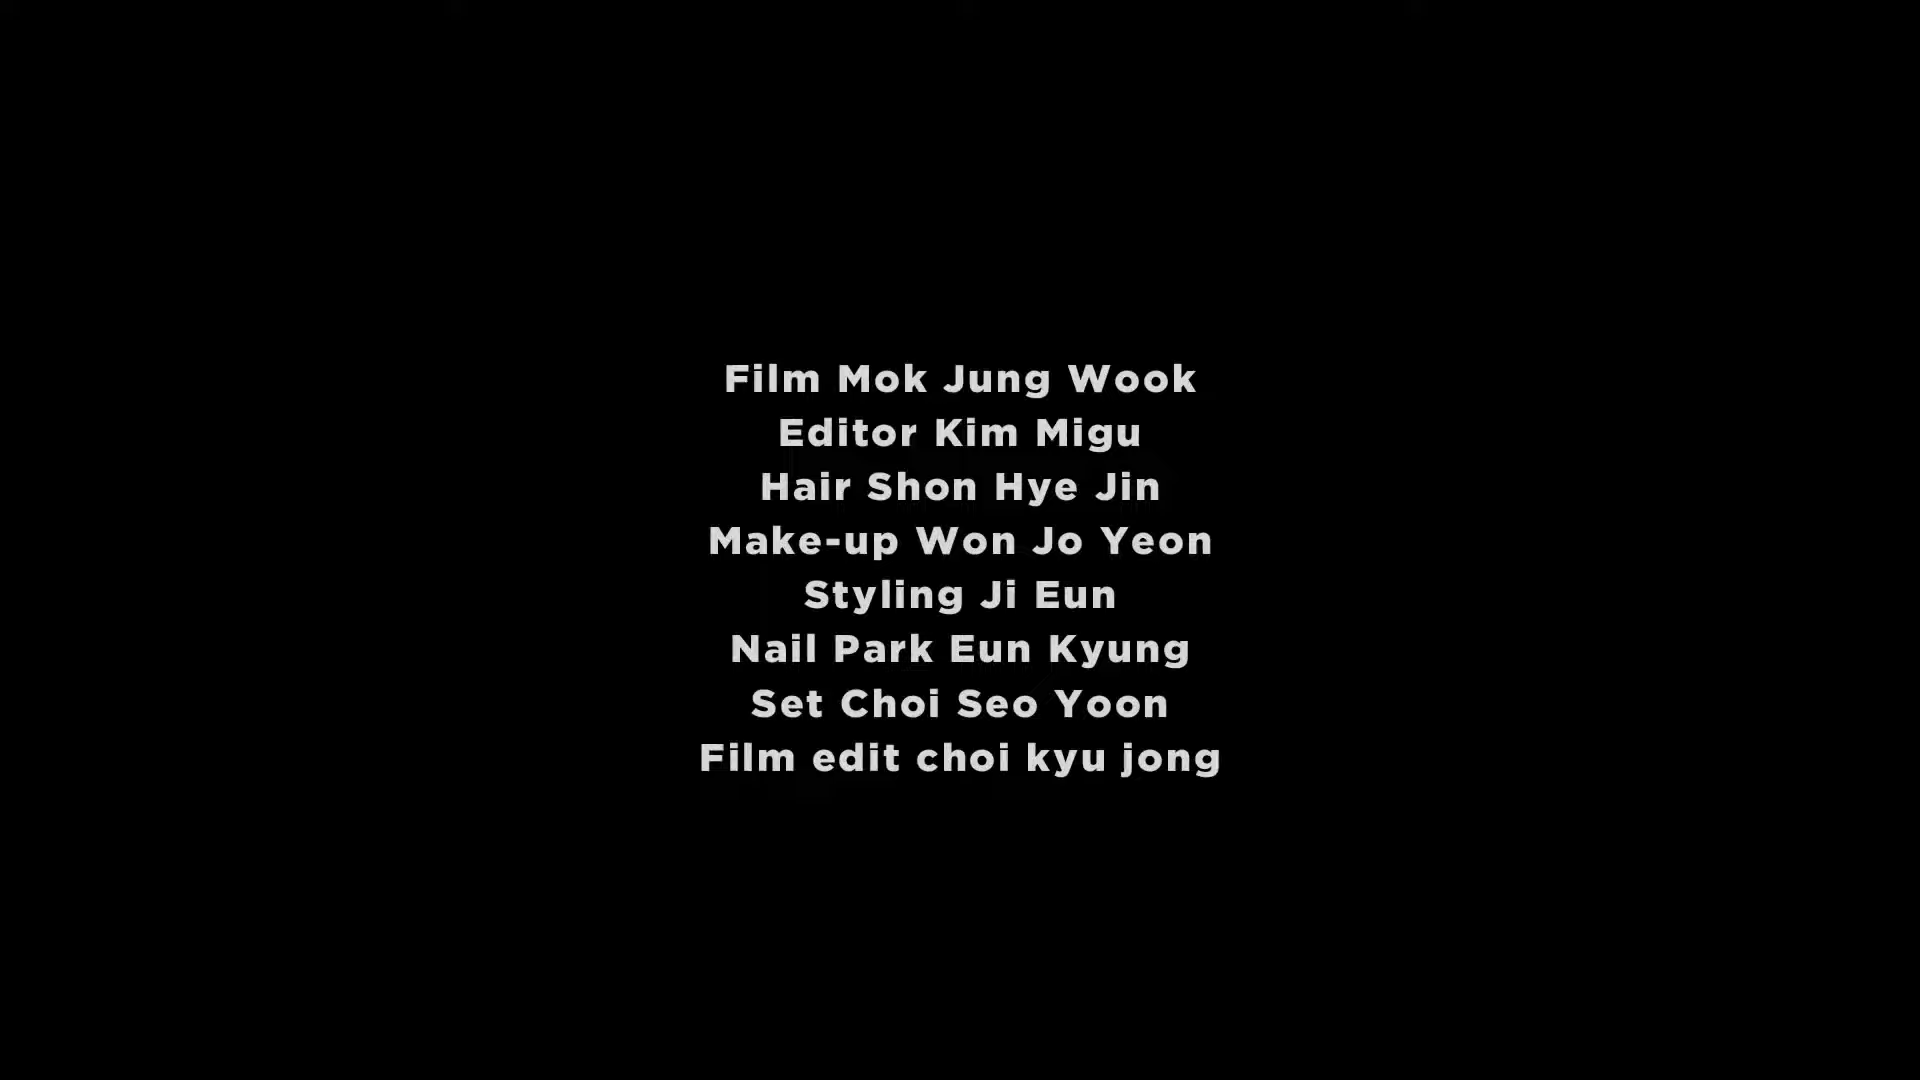 Film Mok Jung Wook
Editor Kim Migu
Hair Shon Hye Jin
Make-up Won Jo Yeon
Styling Ji Eun
Nail Park Eun Kyung
Set Choi Seo Yoon
Film edit choi kyu jong